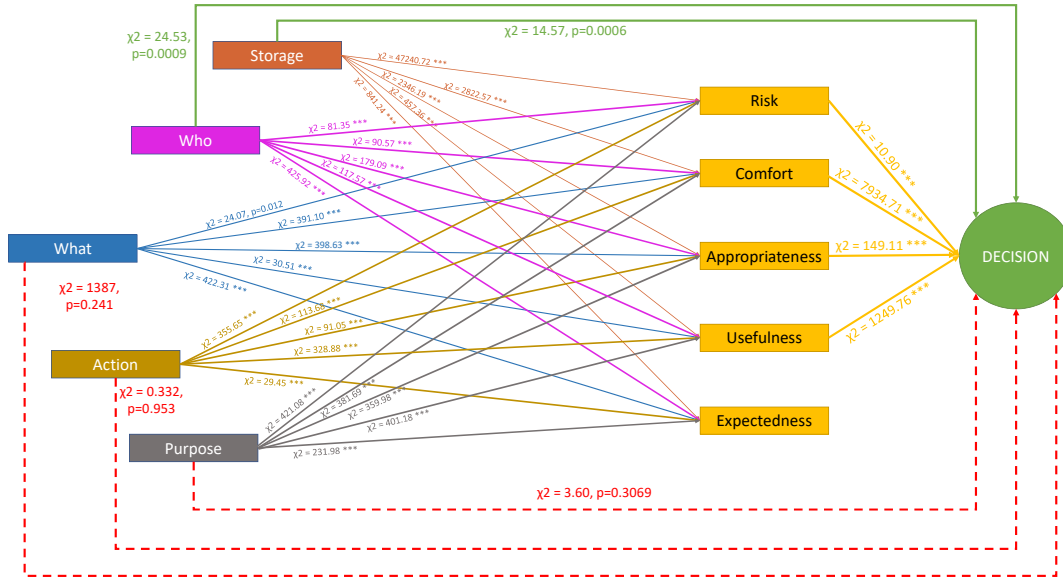 χ2 = 24.53,
p=0.0009
χ2 = 14.57, p=0.0006
Storage
χ2 = 47240.72 ***
χ2 = 2822.57 ***
χ2 = 2346.19 ***
χ2 = 457.36 ***
χ2 = 841.24 ***
Risk
Who
χ2 = 81.35 ***
χ2 = 90.57 ***
χ2 = 179.09 ***
χ2 = 117.57 ***
χ2 = 425.92 ***
χ2 = 10.90 ***
Comfort
χ2 = 7934.71 ***
What
χ2 = 24.07, p=0.012
χ2 = 391.10 ***
χ2 = 398.63 ***
χ2 = 30.51 ***
χ2 = 422.31 ***
Appropriateness
χ2 = 149.11 ***
DECISION
χ2 = 1387,
p=0.241
χ2 = 1249.76 ***
Usefulness
Action
χ2 = 355.65 ***
χ2 = 113.68 ***
χ2 = 91.05 ***
χ2 = 328.88 ***
χ2 = 29.45 ***
χ2 = 0.332,
p=0.953
Expectedness
Purpose
χ2 = 421.08 ***
χ2 = 381.69 ***
χ2 = 359.98 ***
χ2 = 401.18 ***
χ2 = 231.98 ***
χ2 = 3.60, p=0.3069